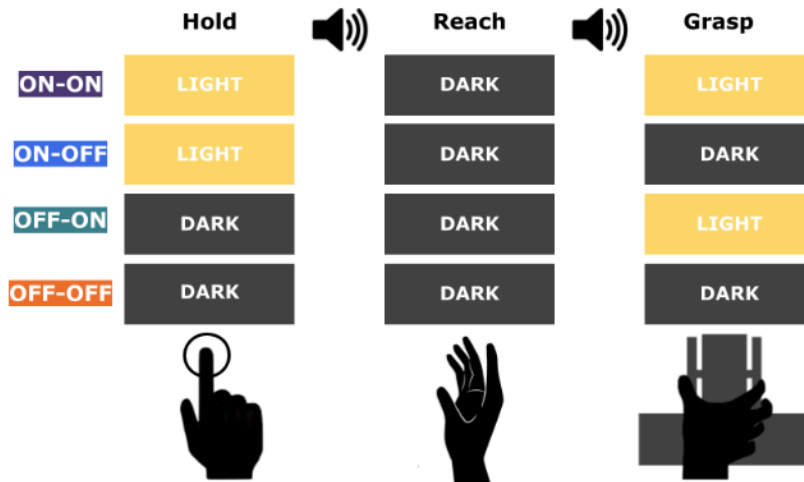 Hold Reach Grasp
ON-ON LIGHT DARK LIGHT
ON-OFF LIGHT DARK DARK
OFF-ON DARK DARK LIGHT
OFF-OFF DARK DARK DARK